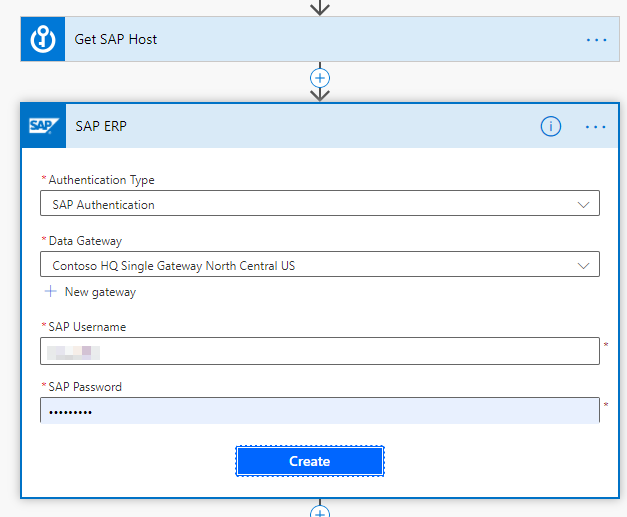 Get SAP Host
SAP
SAP ERP
* Authentication Type
SAP Authentication
* Data Gateway
Contoso HQ Single Gateway North Central US
New gateway
* SAP Username
*
* SAP Password
•••••••••
*
Create